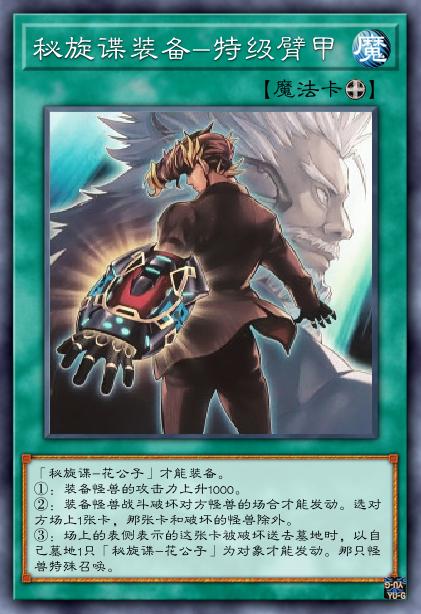 秘旋谍装备-特级臂甲
魔
【魔法卡】
「秘旋谍-花公子」才能装备。
①：装备怪兽的攻击力上升1000。
②：装备怪兽战斗破坏对方怪兽的场合才能发动。选对
方场上1张卡，那张卡和破坏的怪兽除外。
③：场上的表侧表示的这张卡被破坏送去墓地时，以自
己墓地1只「秘旋谍-花公子」为对象才能发动。那只怪
兽特殊召唤。